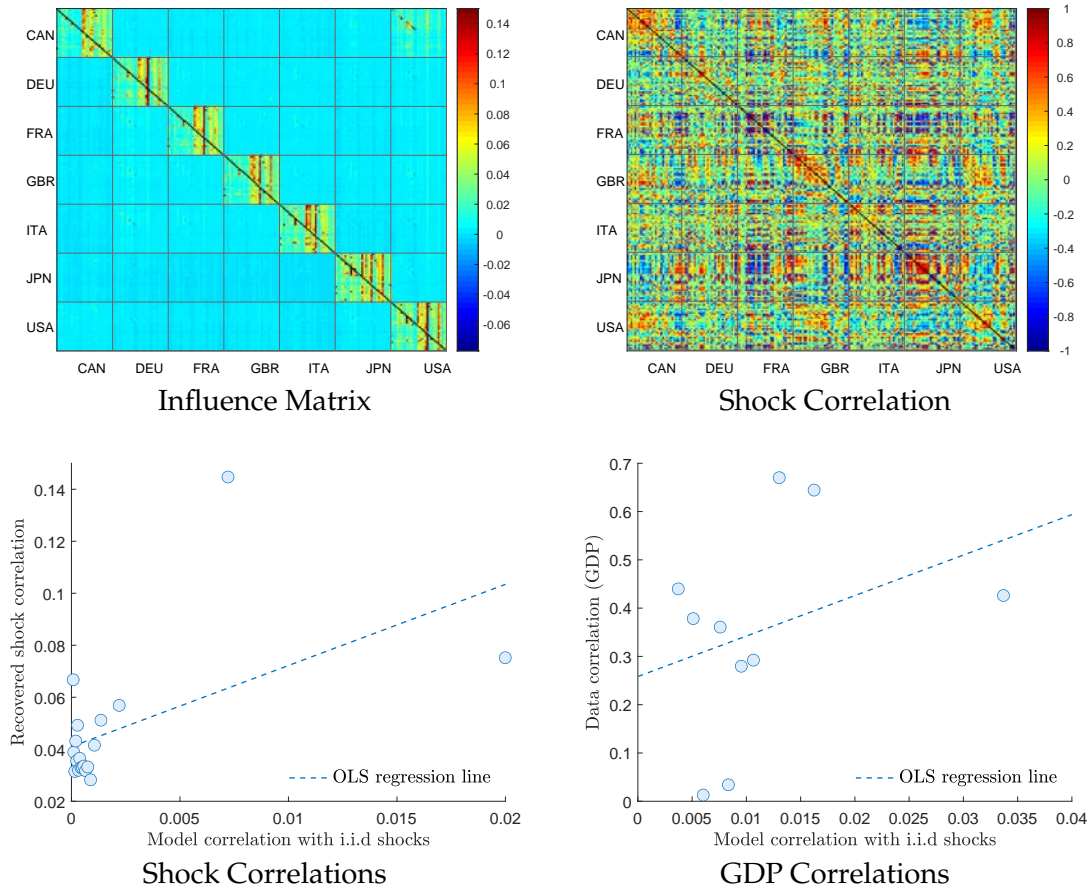 CAN
DEU
FRA
GBR
ITA
JPN
USA
CAN DEU FRA GBR ITA JPN USA
0.14
0.12
0.1
0.08
0.06
0.04
0.02
0
-0.02
-0.04
-0.06
Influence Matrix
CAN
DEU
FRA
GBR
ITA
JPN
USA
CAN DEU FRA GBR ITA JPN USA
1
0.8
0.6
0.4
0.2
0
-0.2
-0.4
-0.6
-0.8
-1
Shock Correlation
Recovered shock correlation
0.14
0.12
0.1
0.08
0.06
0.04
0.02
OLS regression line
0 0.005 0.01 0.015 0.02
Model correlation with i.i.d shocks
Shock Correlations
Data correlation (GDP)
0.7
0.6
0.5
0.4
0.3
0.2
0.1
0
OLS regression line
0 0.005 0.01 0.015 0.02 0.025 0.03 0.035 0.04
Model correlation with i.i.d shocks
GDP Correlations